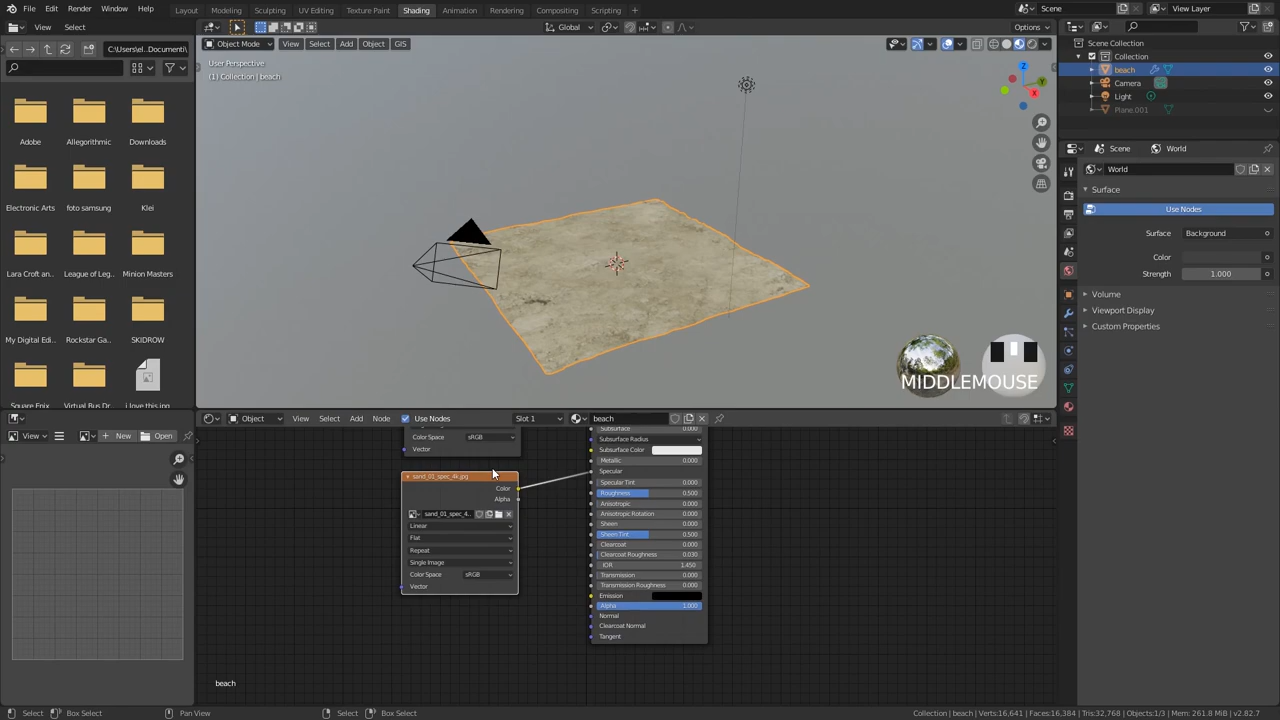 File Edit Render Window Help
Layout Modeling Sculpting UV Editing Texture Paint Shading Animation Rendering Compositing Scripting +
Scene View Layer
View Select C:\Users\el..Documenti\
Global Options
Object Mode View Select Add Object GIS
User Perspective
(1) Collection | beach
Adobe Allegorithmic Downloads
Electronic Arts foto samsung Klei
Lara Croft an... League of Leg... Minion Masters
My Digital Edi... Rockstar Ga... SKIDROW
Square Enix Virtual Bus Dr... I love this.jpg
Z Y X
MIDDLEMOUSE
Scene Collection
Collection
beach
Camera
Light
Plane.001
Scene World
World
Surface
Use Nodes
Surface Background
Color
Strength 1.000
Volume
Viewport Display
Custom Properties
Object View Select Add Node Use Nodes Slot 1 beach
View New Open
Color Space sRGB
Vector
sand_01_spec_4k.jpg
Color
Alpha
sand_01_spec_4..
Linear
Flat
Repeat
Single Image
Color Space sRGB
Vector
Subsurface 0.000
Subsurface Radius
Subsurface Color
Metallic 0.000
Specular
Specular Tint 0.000
Roughness 0.500
Anisotropic 0.000
Anisotropic Rotation 0.000
Sheen 0.000
Sheen Tint 0.500
Clearcoat 0.000
Clearcoat Roughness 0.030
IOR 1.450
Transmission 0.000
Transmission Roughness 0.000
Emission
Alpha 1.000
Normal
Clearcoat Normal
Tangent
beach
Select Box Select Pan View Select Box Select
Collection | beach | Verts:16,641 | Faces:16,384 | Tris:32,768 | Objects:1/3 | Mem: 261.8 MiB | v2.82.7